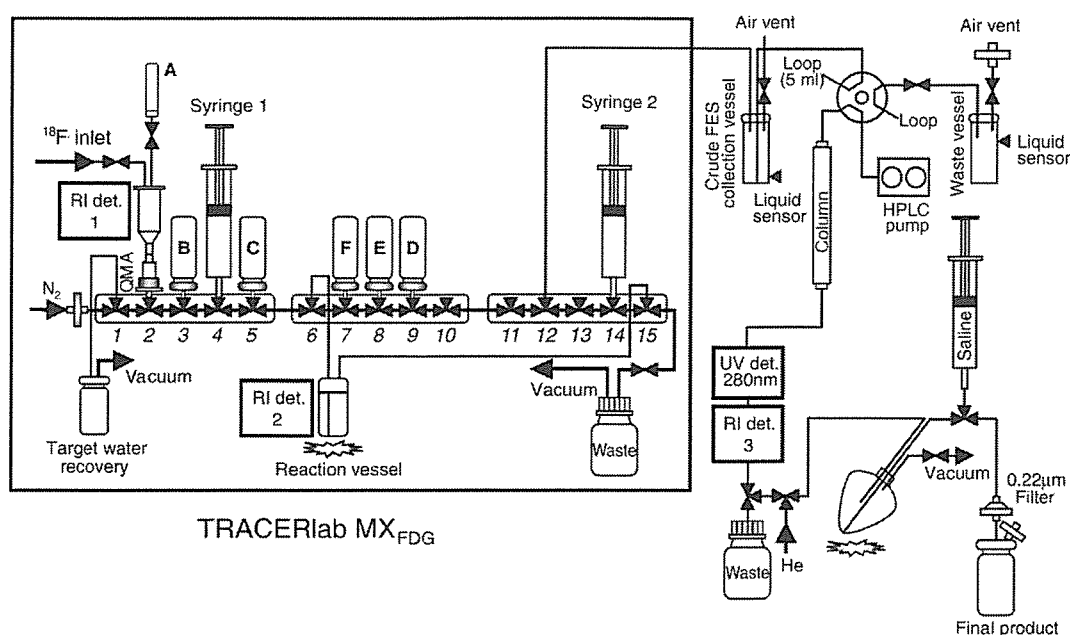 Air vent
Air vent
A
Syringe 1
Syringe 2
Loop
(5 ml)
Loop
18F- inlet
RI det.
1
QMA
B
C
F
E
D
Crude FES
collection vessel
Liquid
sensor
Column
HPLC
pump
Waste vessel
Liquid
sensor
N2
1 2 3 4 5 6 7 8 9 10 11 12 13 14 15
Saline
Vacuum
Target water
recovery
RI det.
2
Reaction vessel
Vacuum
Waste
UV det.
280nm
RI det.
3
Vacuum
0.22μm
Filter
TRACERlab MXFDG
Waste
He
Final product